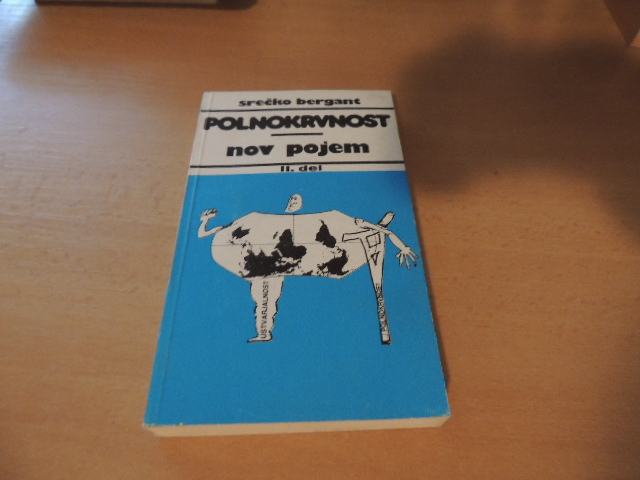 srečko bergant
POLNOKRVNOST
nov pojem
II. del
USTVARJALNOST